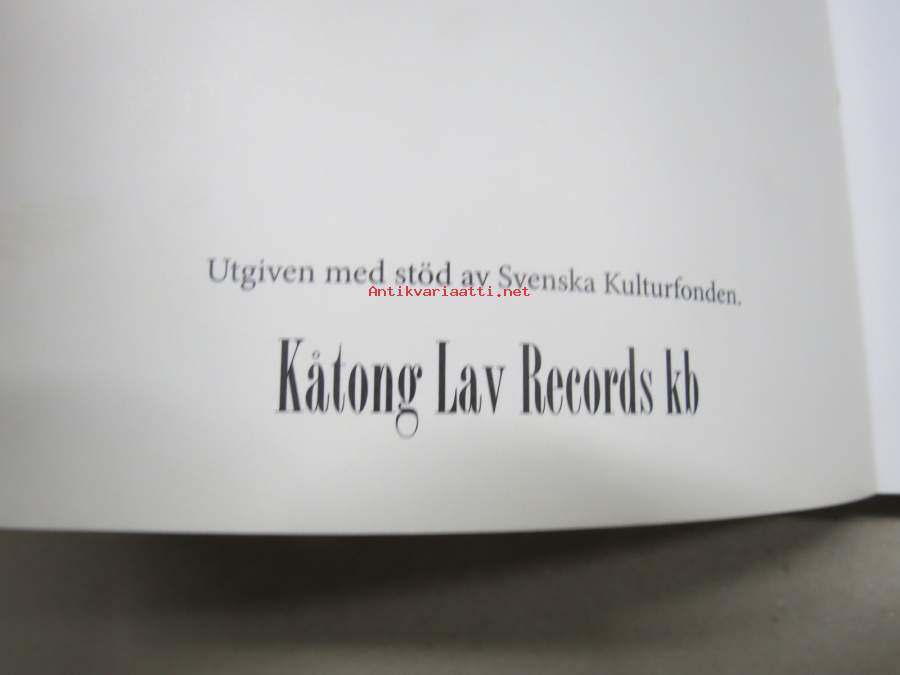 Utgiven med stöd av Svenska Kulturfonden.
Antikvariaatti.net
Kåtong Lav Records kb